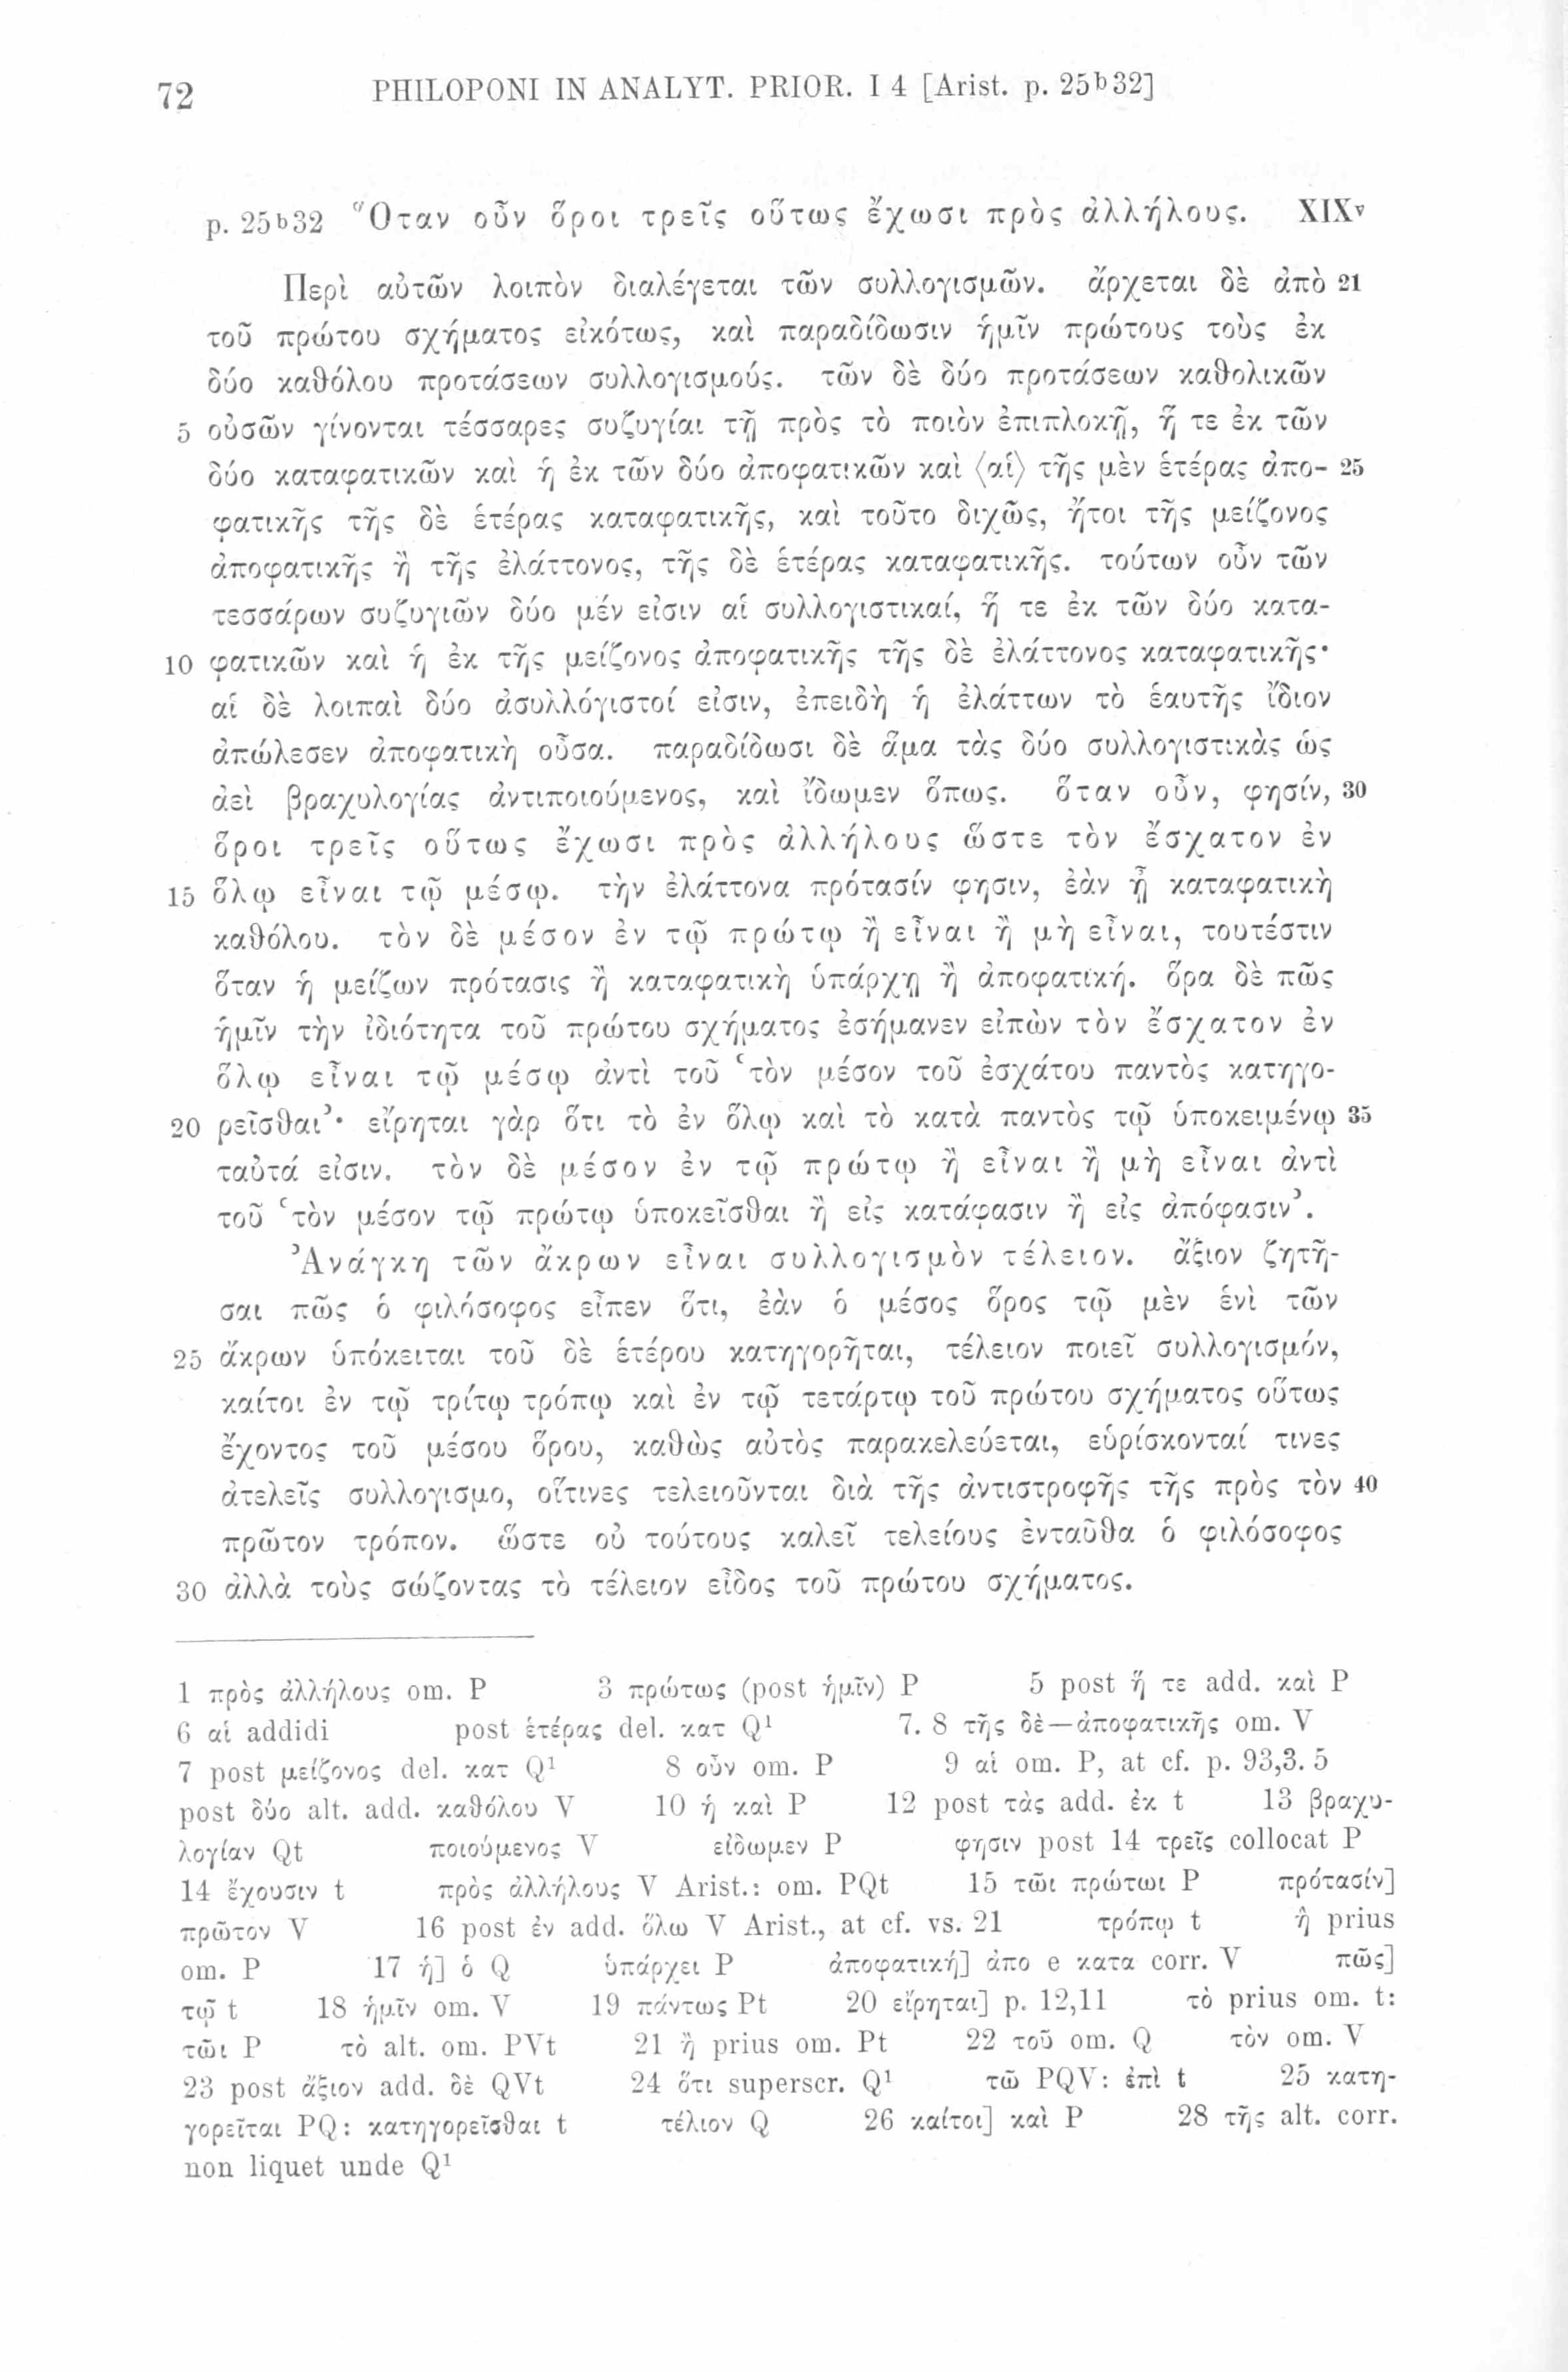 72 PHILOPONI IN ANALYT. PRIOR. I 4 [Arist. p. 25ᵇ32]
p. 25ᵇ32 Ὅταν οὖν ὅροι τρεῖς οὕτως ἔχωσι πρὸς ἀλλήλους. XIXᵛ
Περὶ αὐτῶν λοιπὸν διαλέγεται τῶν συλλογισμῶν. ἄρχεται δὲ ἀπὸ 21
τοῦ πρώτου σχήματος εἰκότως, καὶ παραδίδωσιν ἡμῖν πρώτους τοὺς ἐκ
δύο καθόλου προτάσεων συλλογισμούς. τῶν δὲ δύο προτάσεων καθολικῶν
5 οὐσῶν γίνονται τέσσαρες συζυγίαι τῇ πρὸς τὸ ποιὸν ἐπιπλοκῇ, ἥ τε ἐκ τῶν
δύο καταφατικῶν καὶ ἡ ἐκ τῶν δύο ἀποφατικῶν καὶ ⟨αἱ⟩ τῆς μὲν ἑτέρας ἀπο- 25
φατικῆς τῆς δὲ ἑτέρας καταφατικῆς, καὶ τοῦτο διχῶς, ἤτοι τῆς μείζονος
ἀποφατικῆς ἢ τῆς ἐλάττονος, τῆς δὲ ἑτέρας καταφατικῆς. τούτων οὖν τῶν
τεσσάρων συζυγιῶν δύο μέν εἰσιν αἱ συλλογιστικαί, ἥ τε ἐκ τῶν δύο κατα-
10 φατικῶν καὶ ἡ ἐκ τῆς μείζονος ἀποφατικῆς τῆς δὲ ἐλάττονος καταφατικῆς·
αἱ δὲ λοιπαὶ δύο ἀσυλλόγιστοί εἰσιν, ἐπειδὴ ἡ ἐλάττων τὸ ἑαυτῆς ἴδιον
ἀπώλεσεν ἀποφατικὴ οὖσα. παραδίδωσι δὲ ἅμα τὰς δύο συλλογιστικὰς ὡς
ἀεὶ βραχυλογίας ἀντιποιούμενος, καὶ ἴδωμεν ὅπως. ὅταν οὖν, φησίν, 30
ὅροι τρεῖς οὕτως ἔχωσι πρὸς ἀλλήλους ὥστε τὸν ἔσχατον ἐν
15 ὅλῳ εἶναι τῷ μέσῳ. τὴν ἐλάττονα πρότασίν φησιν, ἐὰν ᾖ καταφατικὴ
καθόλου. τὸν δὲ μέσον ἐν τῷ πρώτῳ ἢ εἶναι ἢ μὴ εἶναι, τουτέστιν
ὅταν ἡ μείζων πρότασις ἢ καταφατικὴ ὑπάρχῃ ἢ ἀποφατική. ὅρα δὲ πῶς
ἡμῖν τὴν ἰδιότητα τοῦ πρώτου σχήματος ἐσήμανεν εἰπὼν τὸν ἔσχατον ἐν
ὅλῳ εἶναι τῷ μέσῳ ἀντὶ τοῦ ‘τὸν μέσον τοῦ ἐσχάτου παντὸς κατηγο-
20 ρεῖσθαι’· εἴρηται γὰρ ὅτι τὸ ἐν ὅλῳ καὶ τὸ κατὰ παντὸς τῷ ὑποκειμένῳ 35
ταὐτά εἰσιν. τὸν δὲ μέσον ἐν τῷ πρώτῳ ἢ εἶναι ἢ μὴ εἶναι ἀντὶ
τοῦ ‘τὸν μέσον τῷ πρώτῳ ὑποκεῖσθαι ἢ εἰς κατάφασιν ἢ εἰς ἀπόφασιν’.
Ἀνάγκη τῶν ἄκρων εἶναι συλλογισμὸν τέλειον. ἄξιον ζητῆ-
σαι πῶς ὁ φιλόσοφος εἶπεν ὅτι, ἐὰν ὁ μέσος ὅρος τῷ μὲν ἑνὶ τῶν
25 ἄκρων ὑπόκειται τοῦ δὲ ἑτέρου κατηγορῆται, τέλειον ποιεῖ συλλογισμόν,
καίτοι ἐν τῷ τρίτῳ τρόπῳ καὶ ἐν τῷ τετάρτῳ τοῦ πρώτου σχήματος οὕτως
ἔχοντος τοῦ μέσου ὅρου, καθὼς αὐτὸς παρακελεύεται, εὑρίσκονταί τινες
ἀτελεῖς συλλογισμο, οἵτινες τελειοῦνται διὰ τῆς ἀντιστροφῆς τῆς πρὸς τὸν 40
πρῶτον τρόπον. ὥστε οὐ τούτους καλεῖ τελείους ἐνταῦθα ὁ φιλόσοφος
30 ἀλλὰ τοὺς σώζοντας τὸ τέλειον εἶδος τοῦ πρώτου σχήματος.
1 πρὸς ἀλλήλους om. P 3 πρώτως (post ἡμῖν) P 5 post ἥ τε add. καὶ P
6 αἱ addidi post ἑτέρας del. κατ Q¹ 7. 8 τῆς δὲ—ἀποφατικῆς om. V
7 post μείζονος del. κατ Q¹ 8 οὖν om. P 9 αἱ om. P, at cf. p. 93,3. 5
post δύο alt. add. καθόλου V 10 ἡ καὶ P 12 post τὰς add. ἐκ t 13 βραχυ-
λογίαν Qt ποιούμενος V εἴδωμεν P φησιν post 14 τρεῖς collocat P
14 ἔχουσιν t πρὸς ἀλλήλους V Arist.: om. PQt 15 τῶι πρώτωι P πρότασίν]
πρῶτον V 16 post ἐν add. ὅλω V Arist., at cf. vs. 21 τρόπῳ t ἢ prius
om. P 17 ἡ] ὁ Q ὑπάρχει P ἀποφατική] ἀπο e κατα corr. V πῶς]
τῷ t 18 ἡμῖν om. V 19 πάντως Pt 20 εἴρηται] p. 12,11 τὸ prius om. t:
τῶι P τὸ alt. om. PVt 21 ἢ prius om. Pt 22 τοῦ om. Q τὸν om. V
23 post ἄξιον add. δὲ QVt 24 ὅτι superscr. Q¹ τῶ PQV: ἐπὶ t 25 κατη-
γορεῖται PQ: κατηγορεῖσθαι t τέλιον Q 26 καίτοι] καὶ P 28 τῆς alt. corr.
non liquet unde Q¹